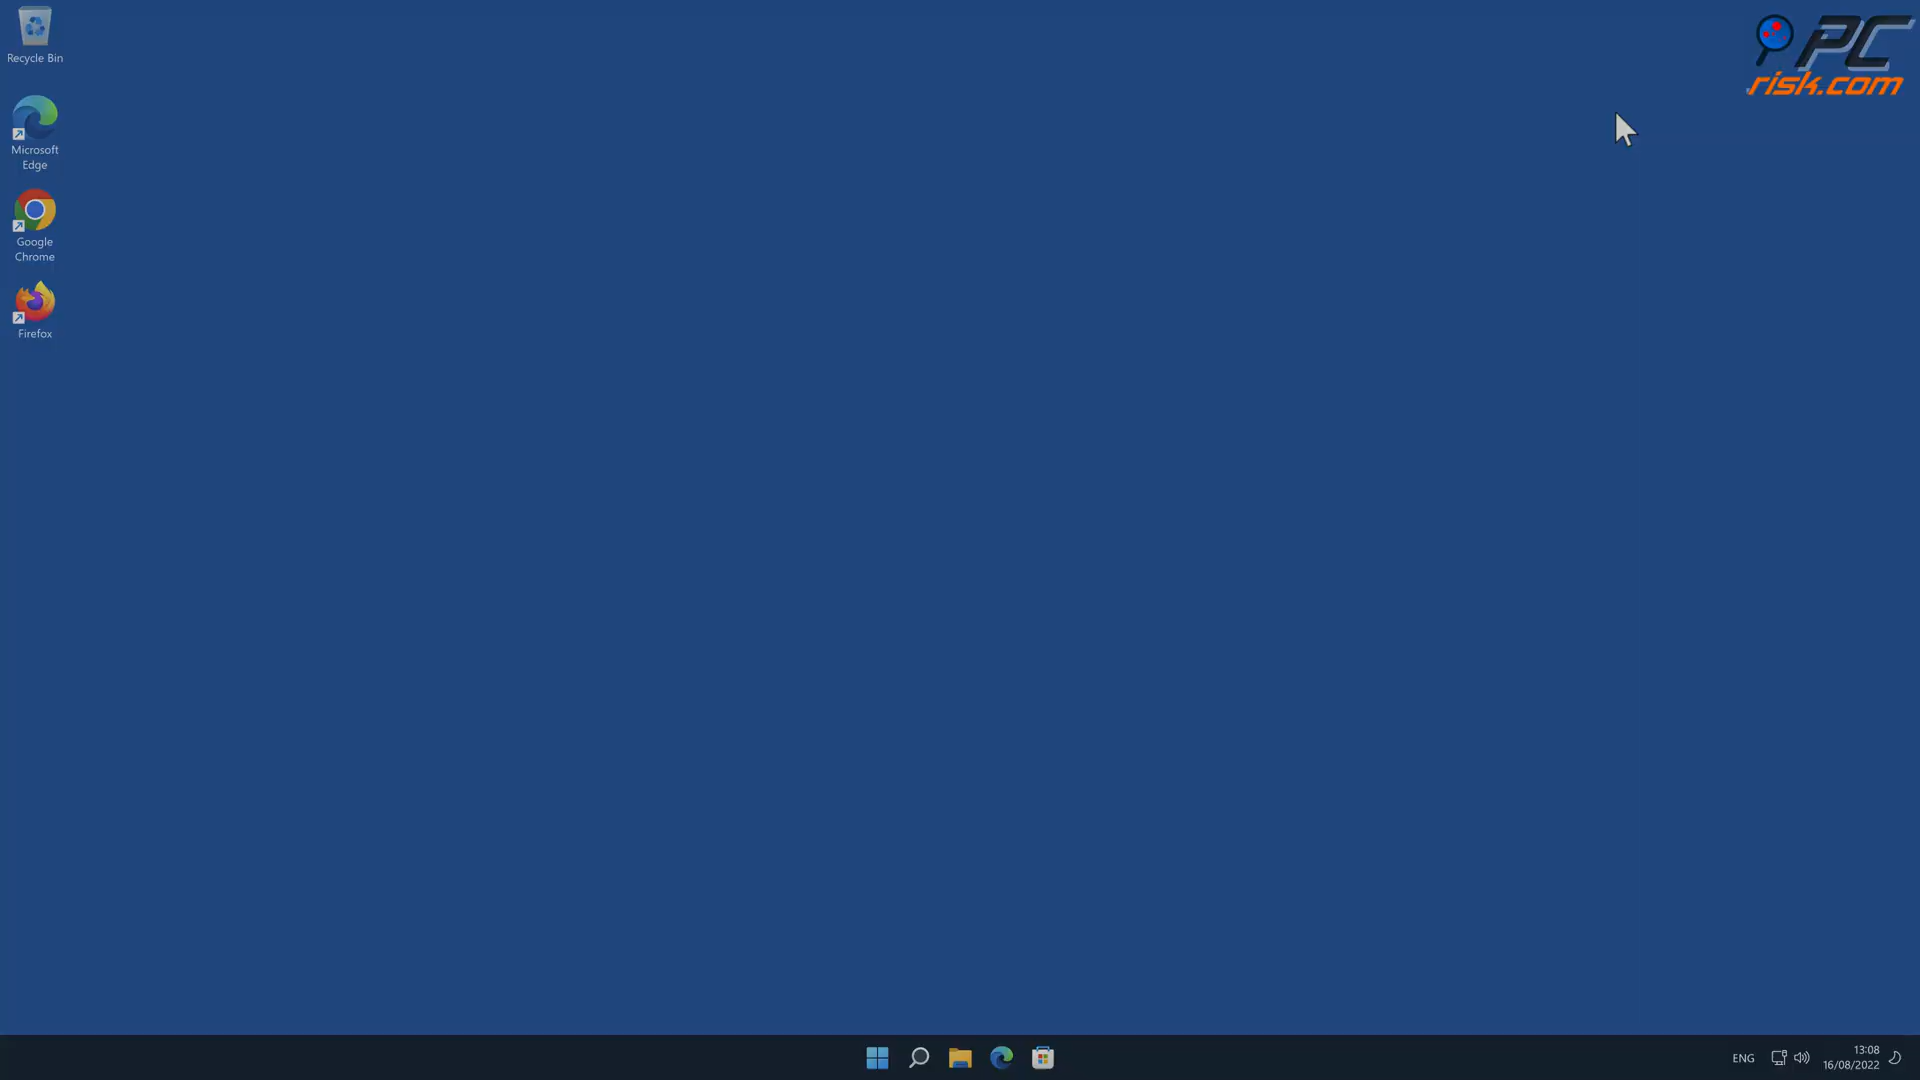 Recycle Bin
Microsoft
Edge
Google
Chrome
Firefox
PC
risk.com
ENG
13:08
16/08/2022